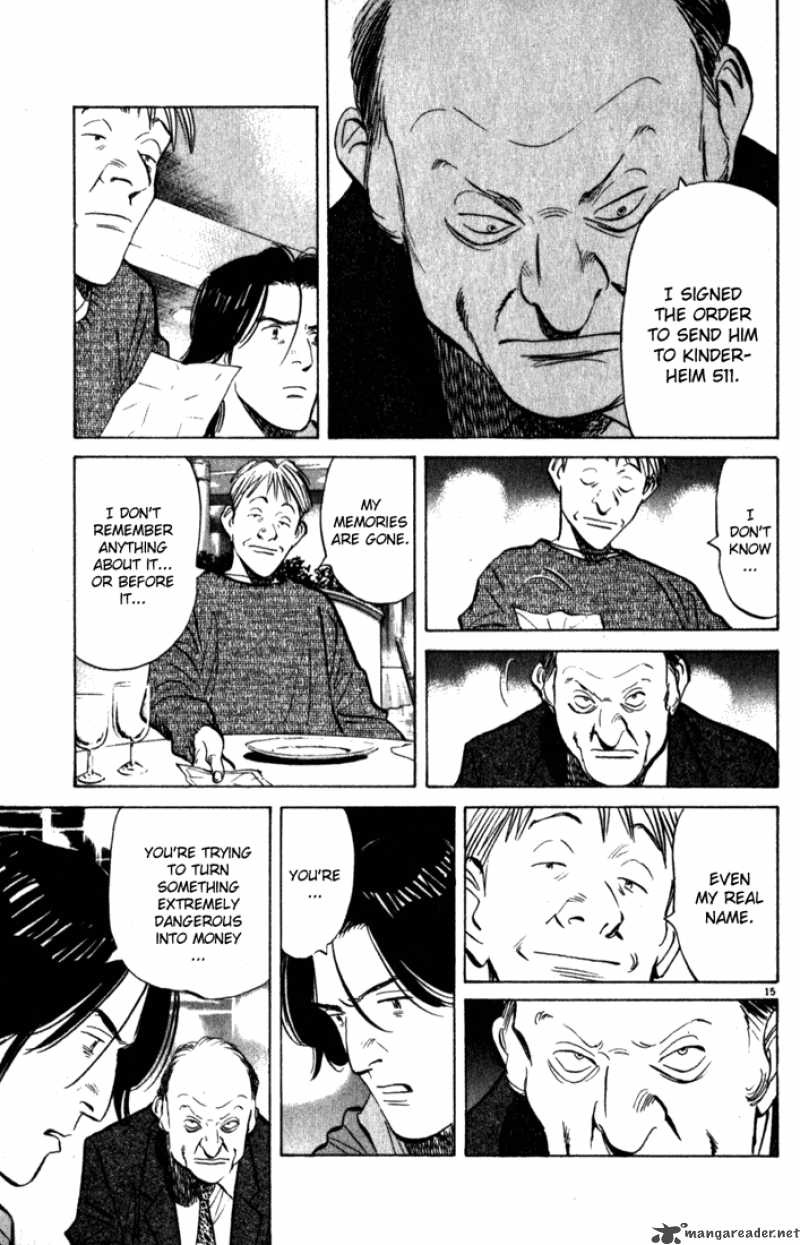 I SIGNED
THE ORDER
TO SEND HIM
TO KINDER-
HEIM 511.
I
DON'T
KNOW
...
MY
MEMORIES
ARE GONE.
I DON'T
REMEMBER
ANYTHING
ABOUT IT...
OR BEFORE
IT...
EVEN
MY REAL
NAME.
15
YOU'RE
...
YOU'RE TRYING
TO TURN
SOMETHING
EXTREMELY
DANGEROUS
INTO MONEY
...
mangareader.net